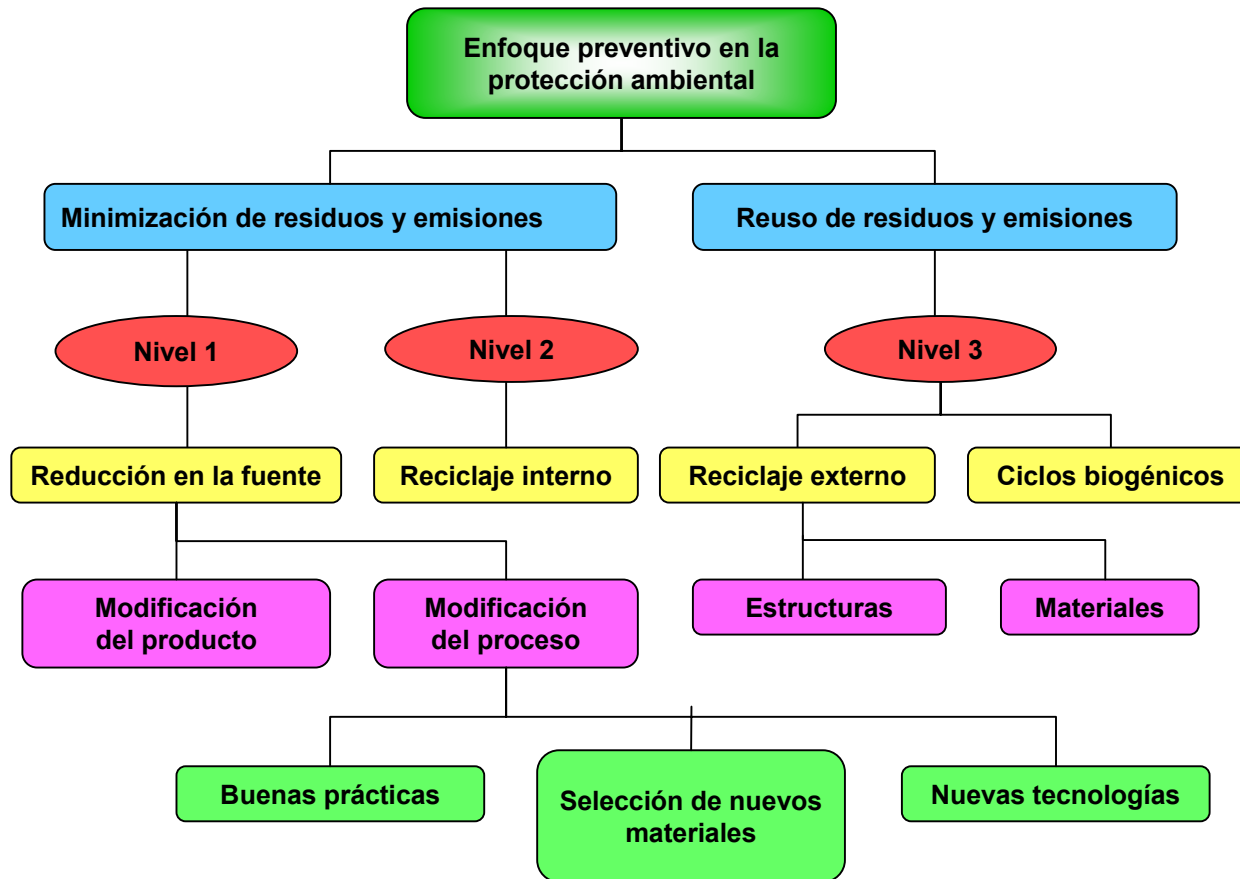 Enfoque preventivo en la
protección ambiental
Minimización de residuos y emisiones
Reuso de residuos y emisiones
Nivel 1
Nivel 2
Nivel 3
Reducción en la fuente
Reciclaje interno
Reciclaje externo
Ciclos biogénicos
Modificación
del producto
Modificación
del proceso
Estructuras
Materiales
Buenas prácticas
Selección de nuevos
materiales
Nuevas tecnologías